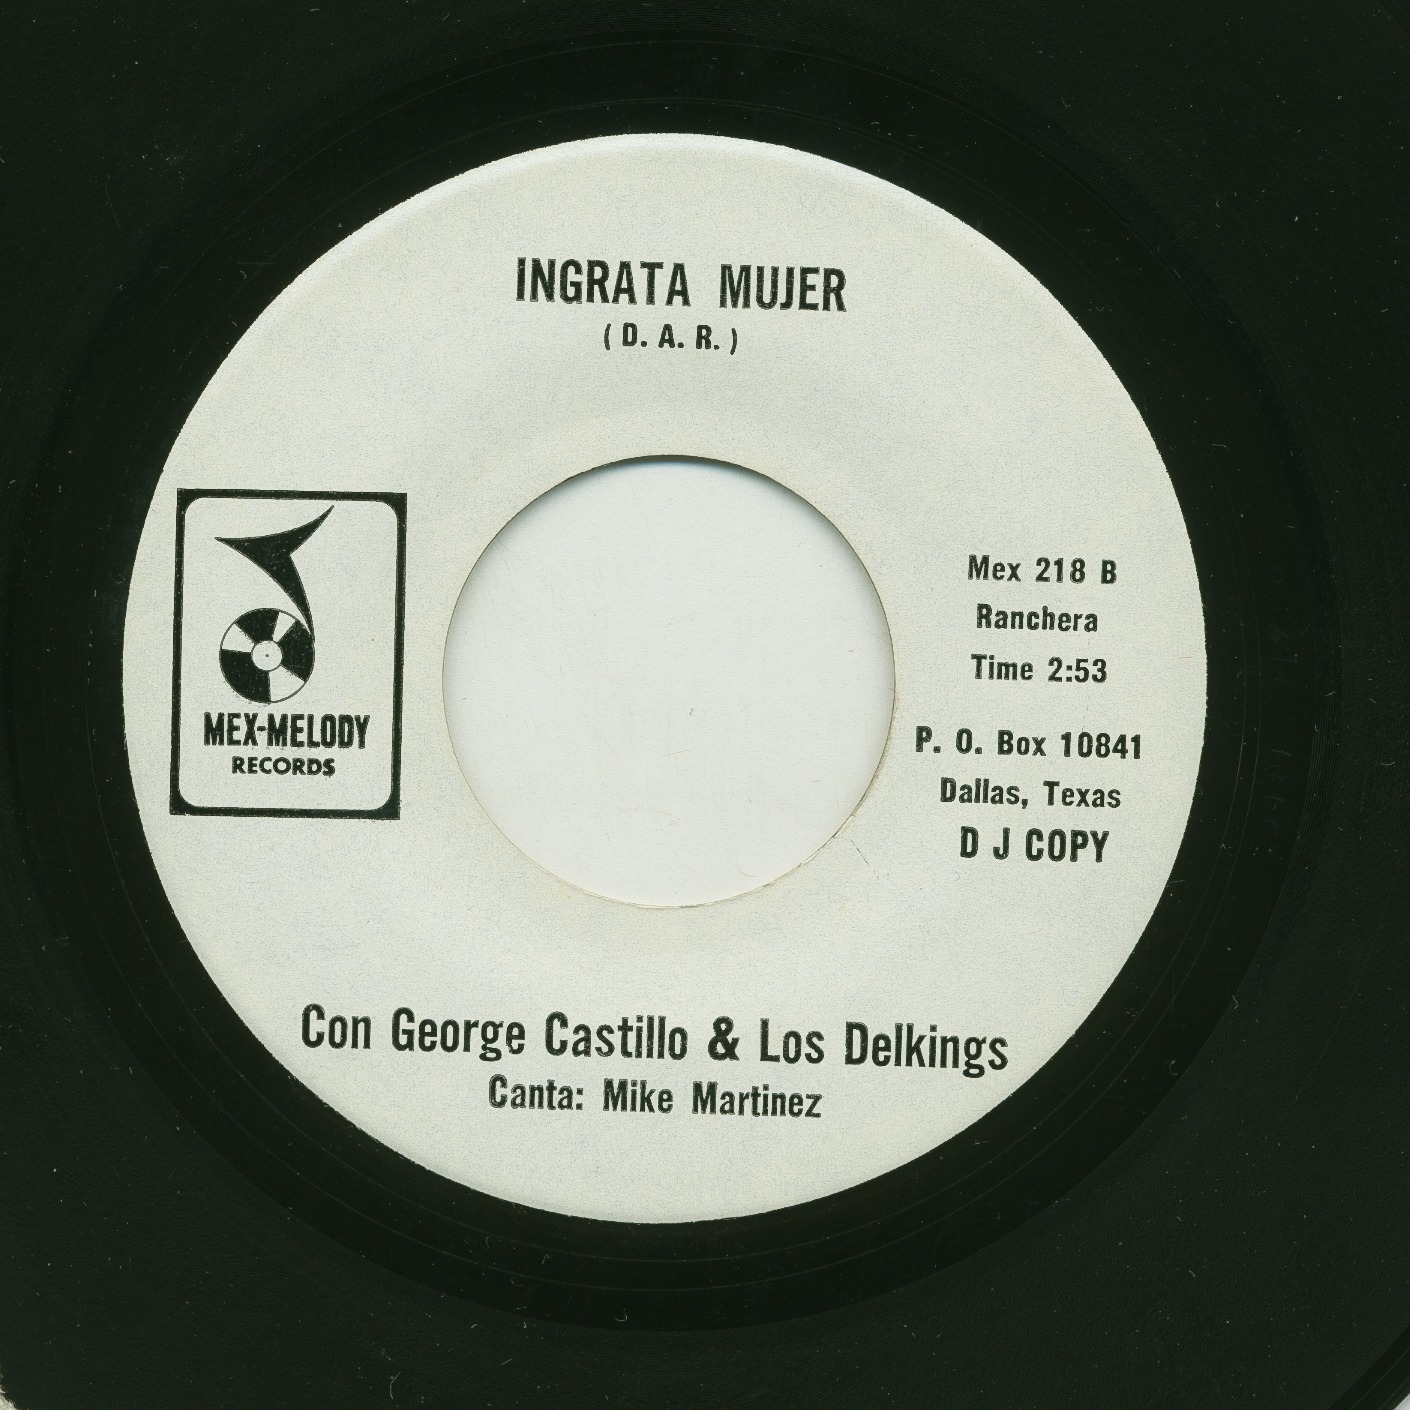 INGRATA MUJER
( D. A. R. )
MEX-MELODY
RECORDS
Mex 218 B
Ranchera
Time 2:53
P. O. Box 10841
Dallas, Texas
D J COPY
Con George Castillo & Los Delkings
Canta: Mike Martinez